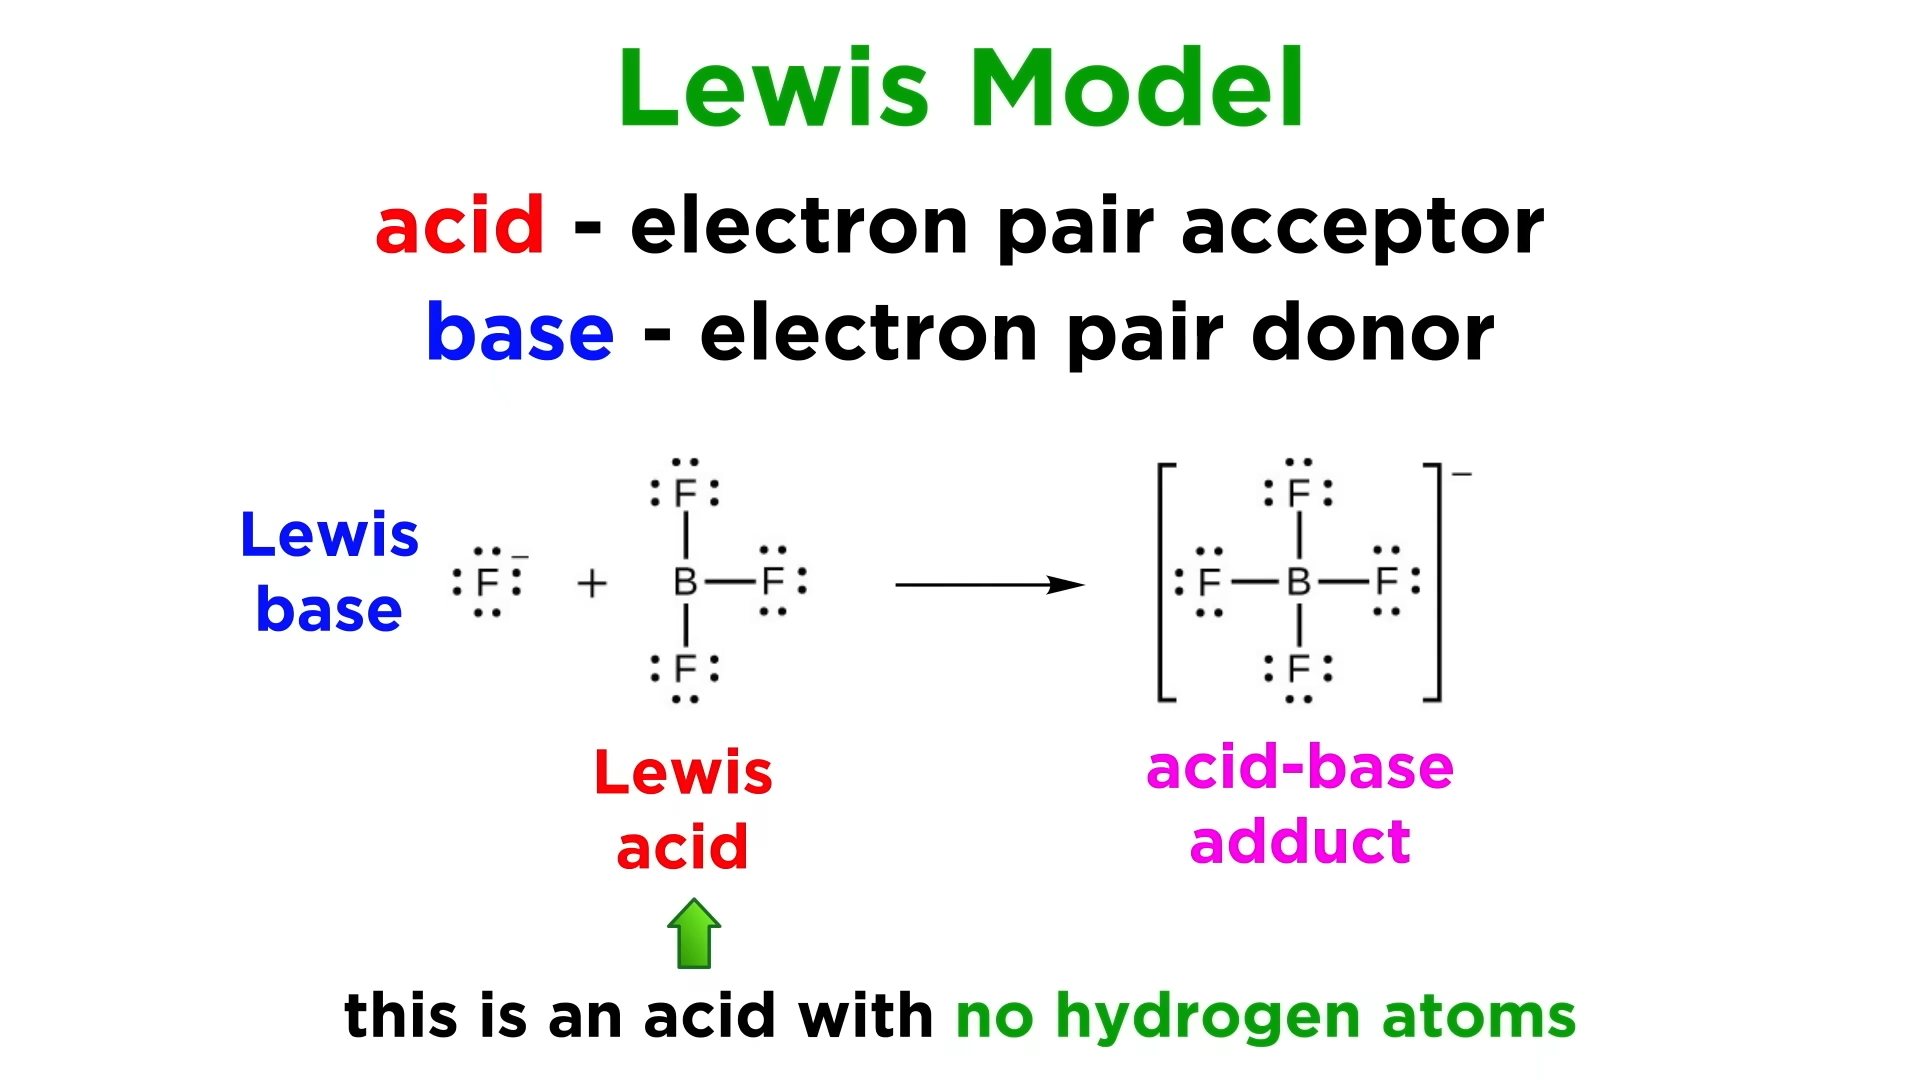 Lewis Model
acid - electron pair acceptor
base - electron pair donor
Lewis
base
F
–
+
F
B
F
F
F
F
B
F
F
–
Lewis
acid
acid-base
adduct
this is an acid with no hydrogen atoms